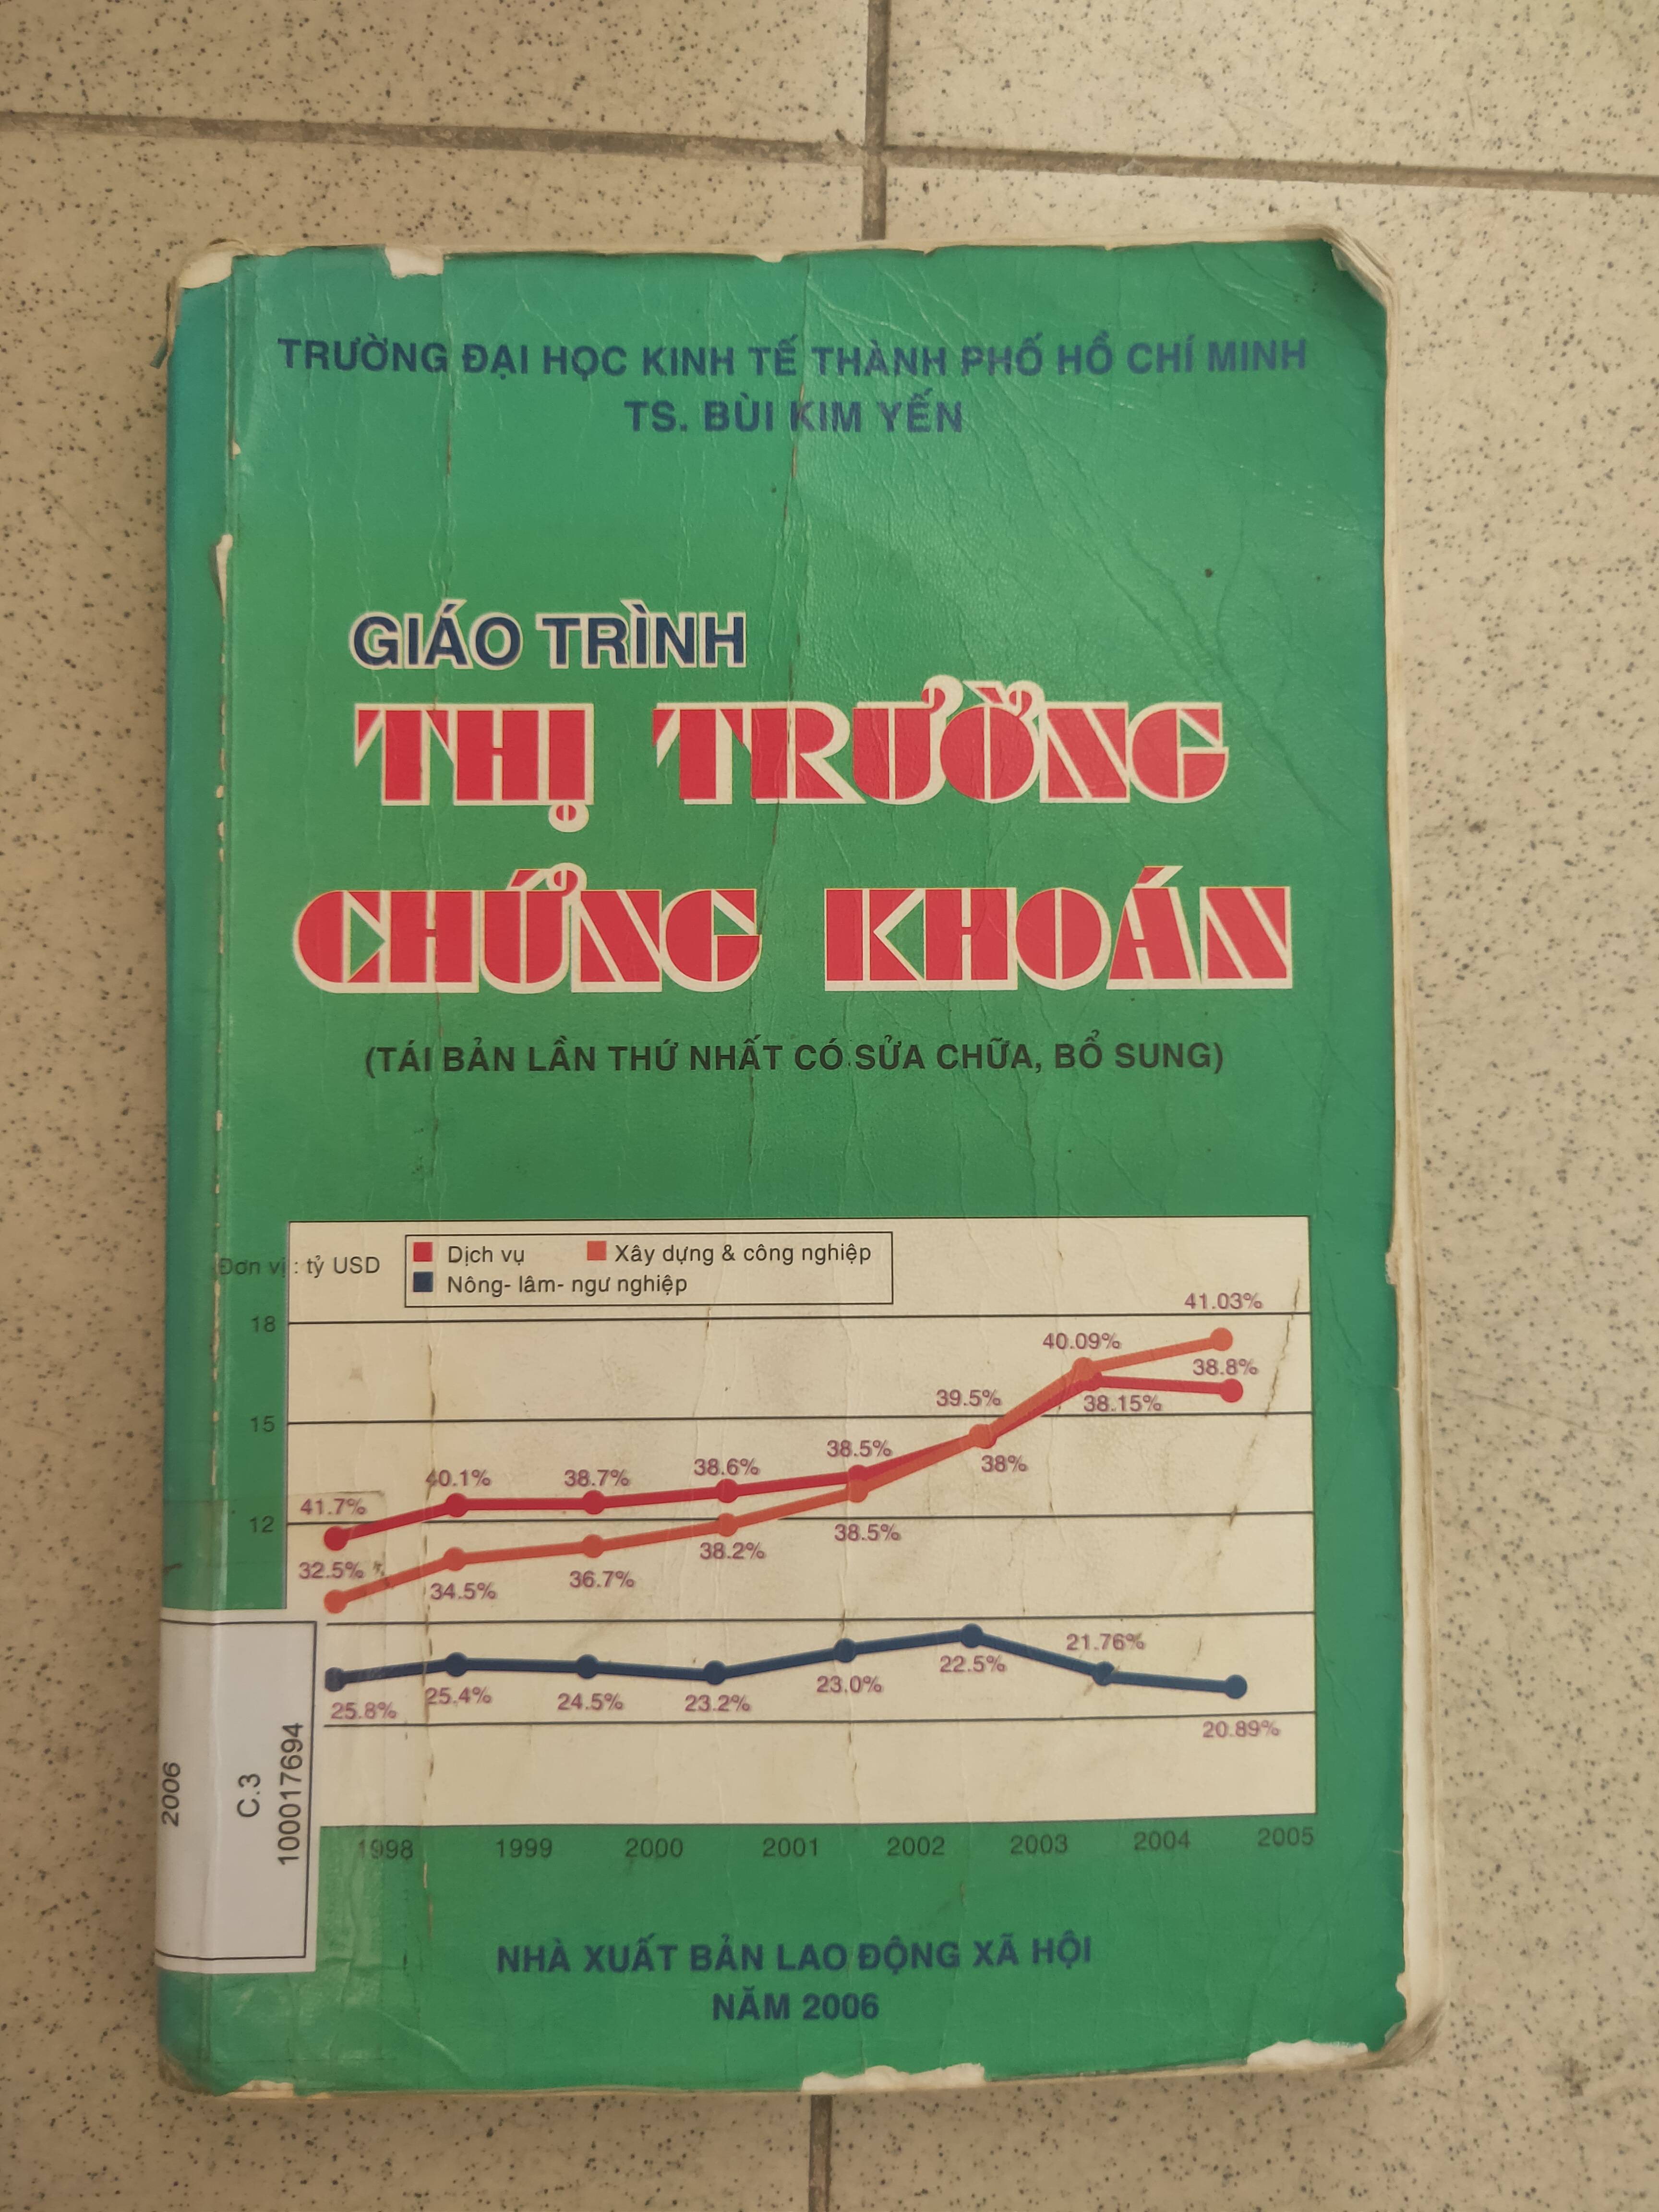 TRƯỜNG ĐẠI HỌC KINH TẾ THÀNH PHỐ HỒ CHÍ MINH
TS. BÙI KIM YẾN
GIÁO TRÌNH
THỊ TRƯỜNG
CHỨNG KHOÁN
(TÁI BẢN LẦN THỨ NHẤT CÓ SỬA CHỮA, BỔ SUNG)
Đơn vị : tỷ USD
Dịch vụ Xây dựng & công nghiệp
Nông- lâm- ngư nghiệp
18
15
12
41.7% 40.1% 38.7% 38.6% 38.5% 39.5% 40.09% 41.03%
32.5% 34.5% 36.7% 38.2% 38.5% 38% 38.15% 38.8%
25.8% 25.4% 24.5% 23.2% 23.0% 22.5% 21.76% 20.89%
1998 1999 2000 2001 2002 2003 2004 2005
2006
C.3
100017694
NHÀ XUẤT BẢN LAO ĐỘNG XÃ HỘI
NĂM 2006